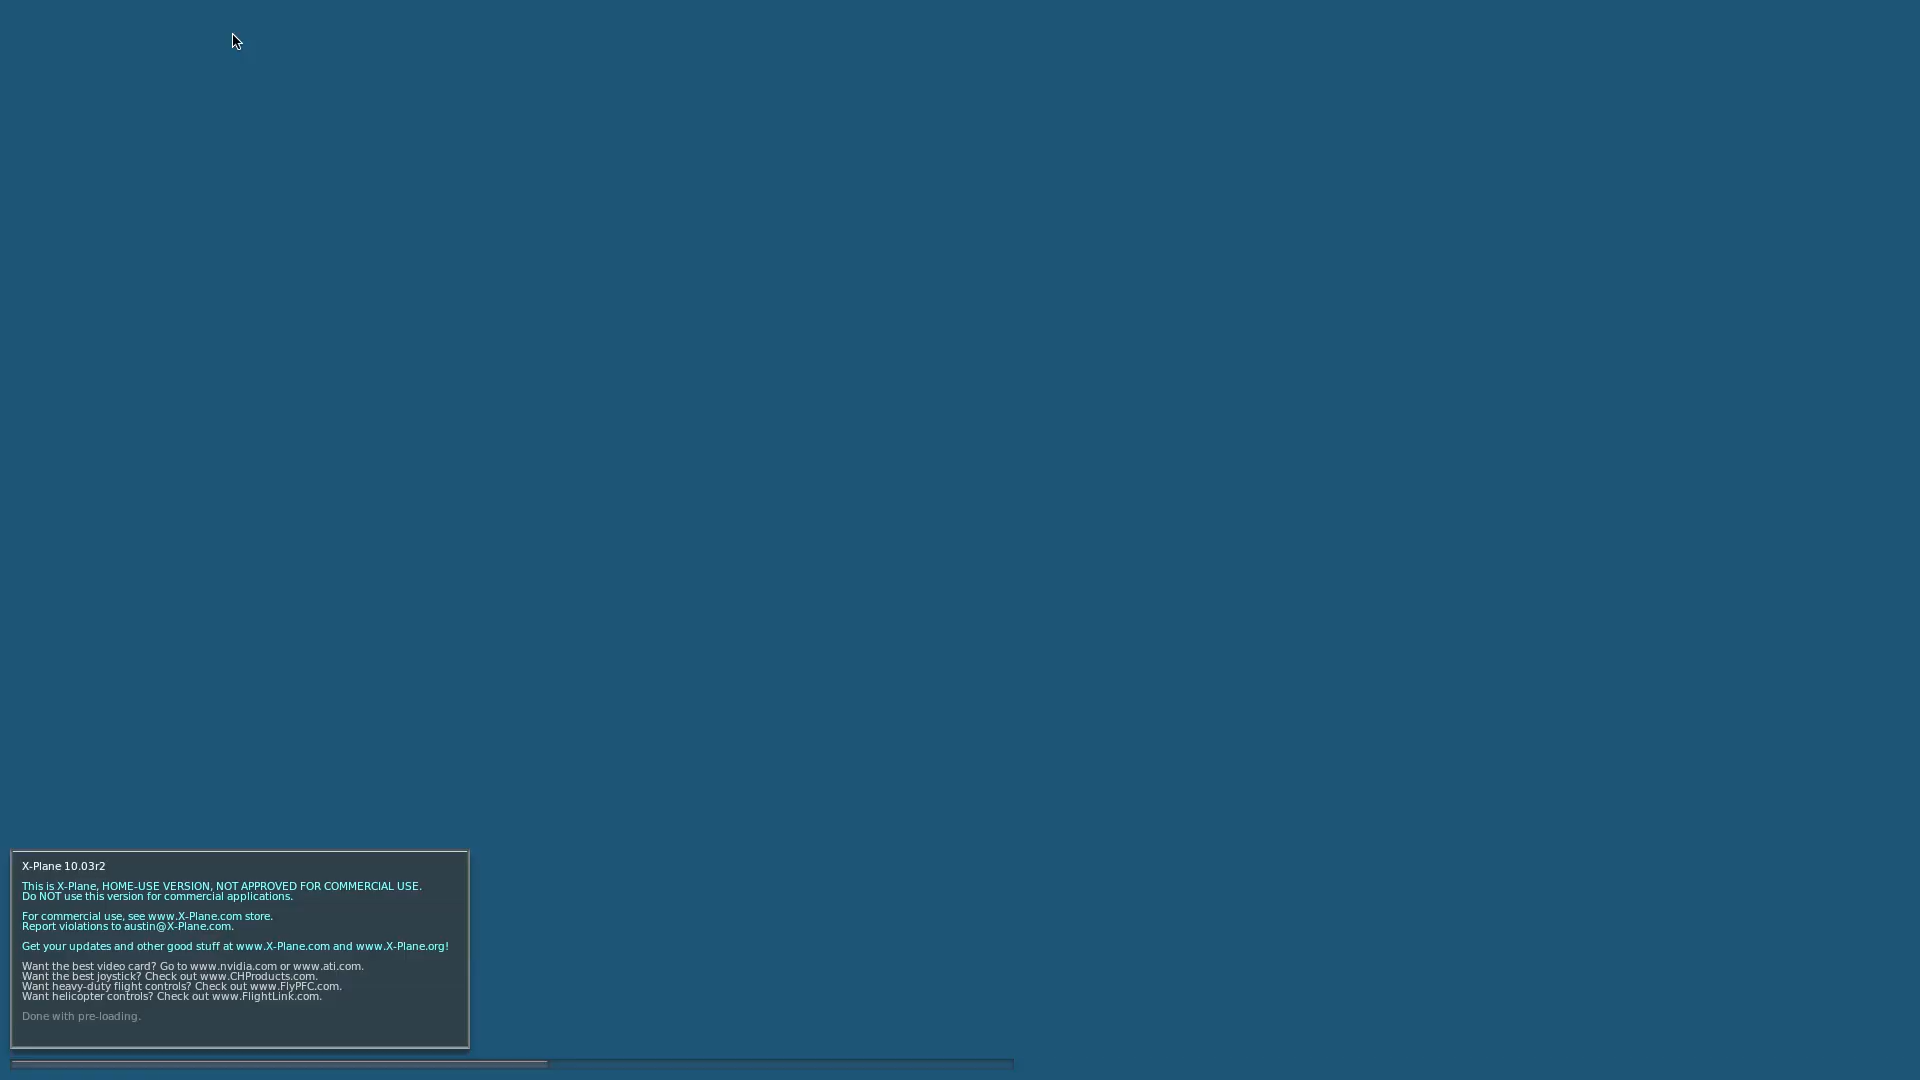 X-Plane 10.03r2
This is X-Plane, HOME-USE VERSION, NOT APPROVED FOR COMMERCIAL USE.
Do NOT use this version for commercial applications.
For commercial use, see www.X-Plane.com store.
Report violations to austin@X-Plane.com.
Get your updates and other good stuff at www.X-Plane.com and www.X-Plane.org!
Want the best video card? Go to www.nvidia.com or www.ati.com.
Want the best joystick? Check out www.CHProducts.com.
Want heavy-duty flight controls? Check out www.FlyPFC.com.
Want helicopter controls? Check out www.FlightLink.com.
Done with pre-loading.